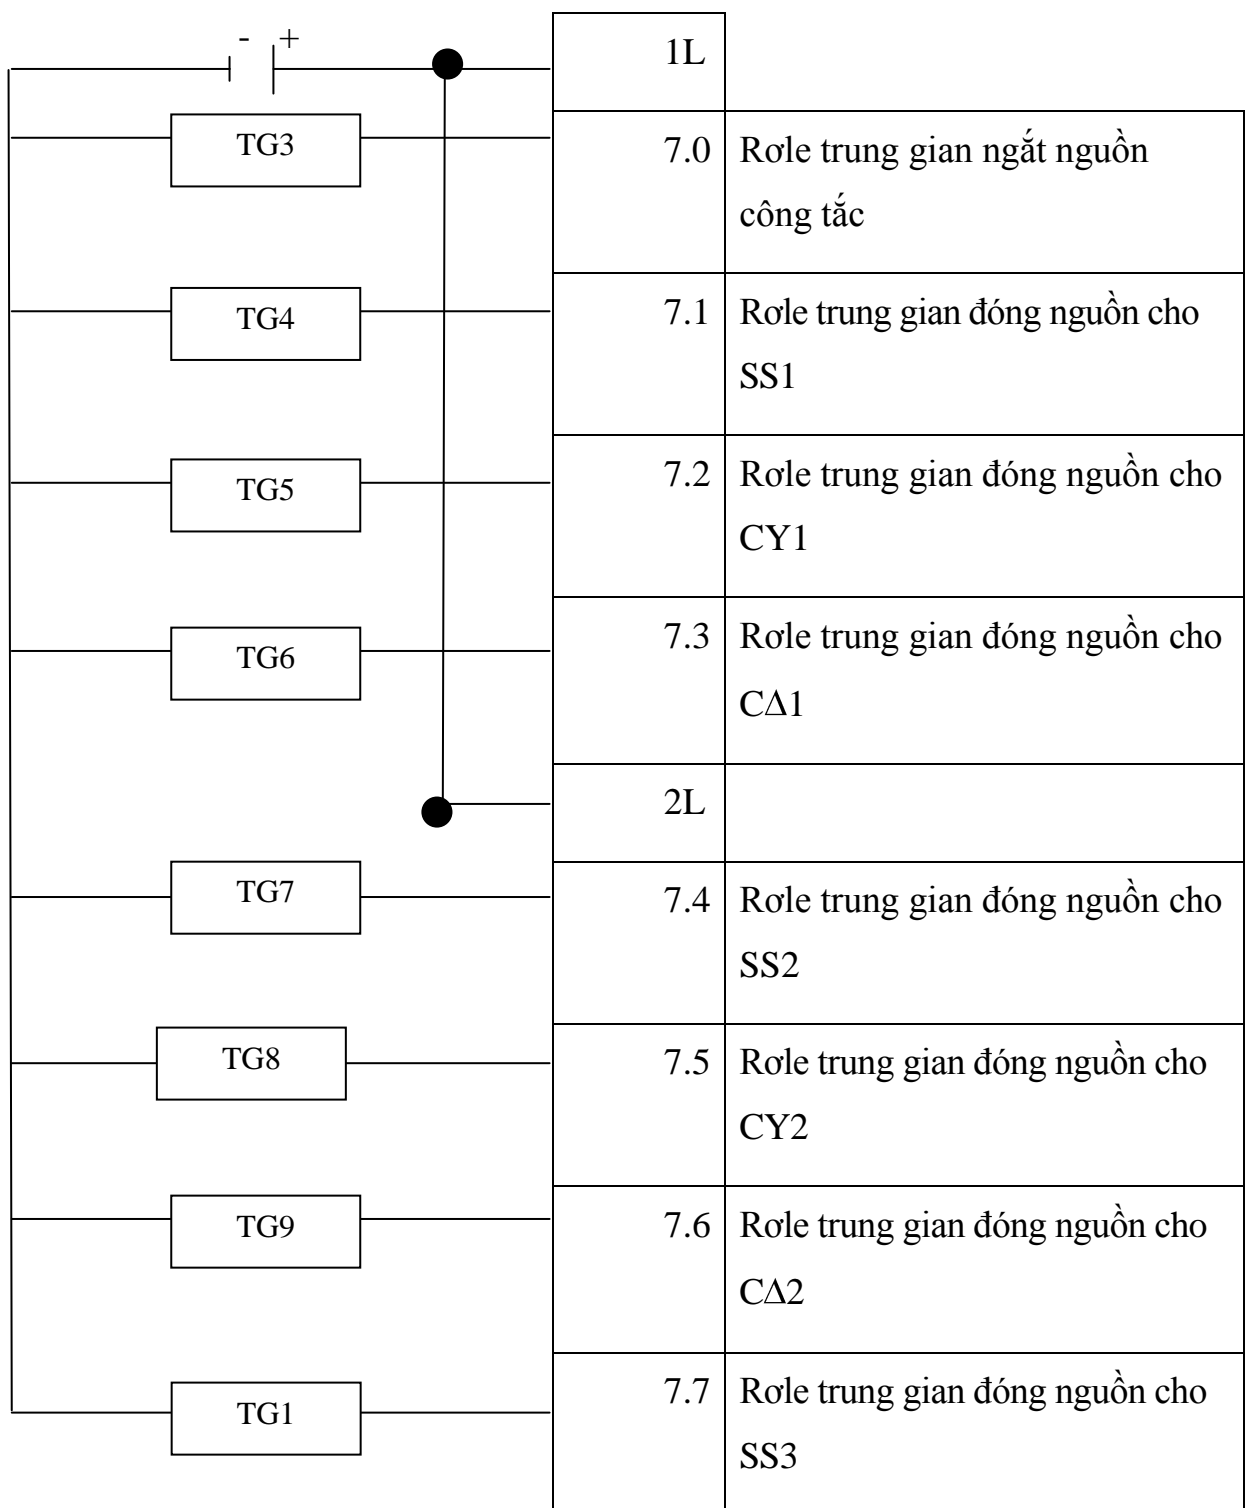 - +
1L
TG3
7.0
Rơle trung gian ngắt nguồn
công tắc
TG4
7.1
Rơle trung gian đóng nguồn cho
SS1
TG5
7.2
Rơle trung gian đóng nguồn cho
CY1
TG6
7.3
Rơle trung gian đóng nguồn cho
CΔ1
2L
TG7
7.4
Rơle trung gian đóng nguồn cho
SS2
TG8
7.5
Rơle trung gian đóng nguồn cho
CY2
TG9
7.6
Rơle trung gian đóng nguồn cho
CΔ2
TG1
7.7
Rơle trung gian đóng nguồn cho
SS3